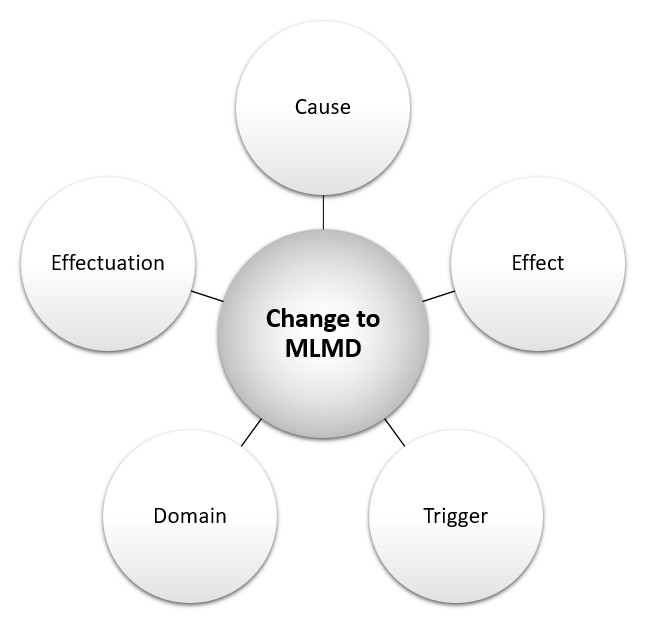 Cause
Effectuation
Effect
Change to
MLMD
Domain
Trigger